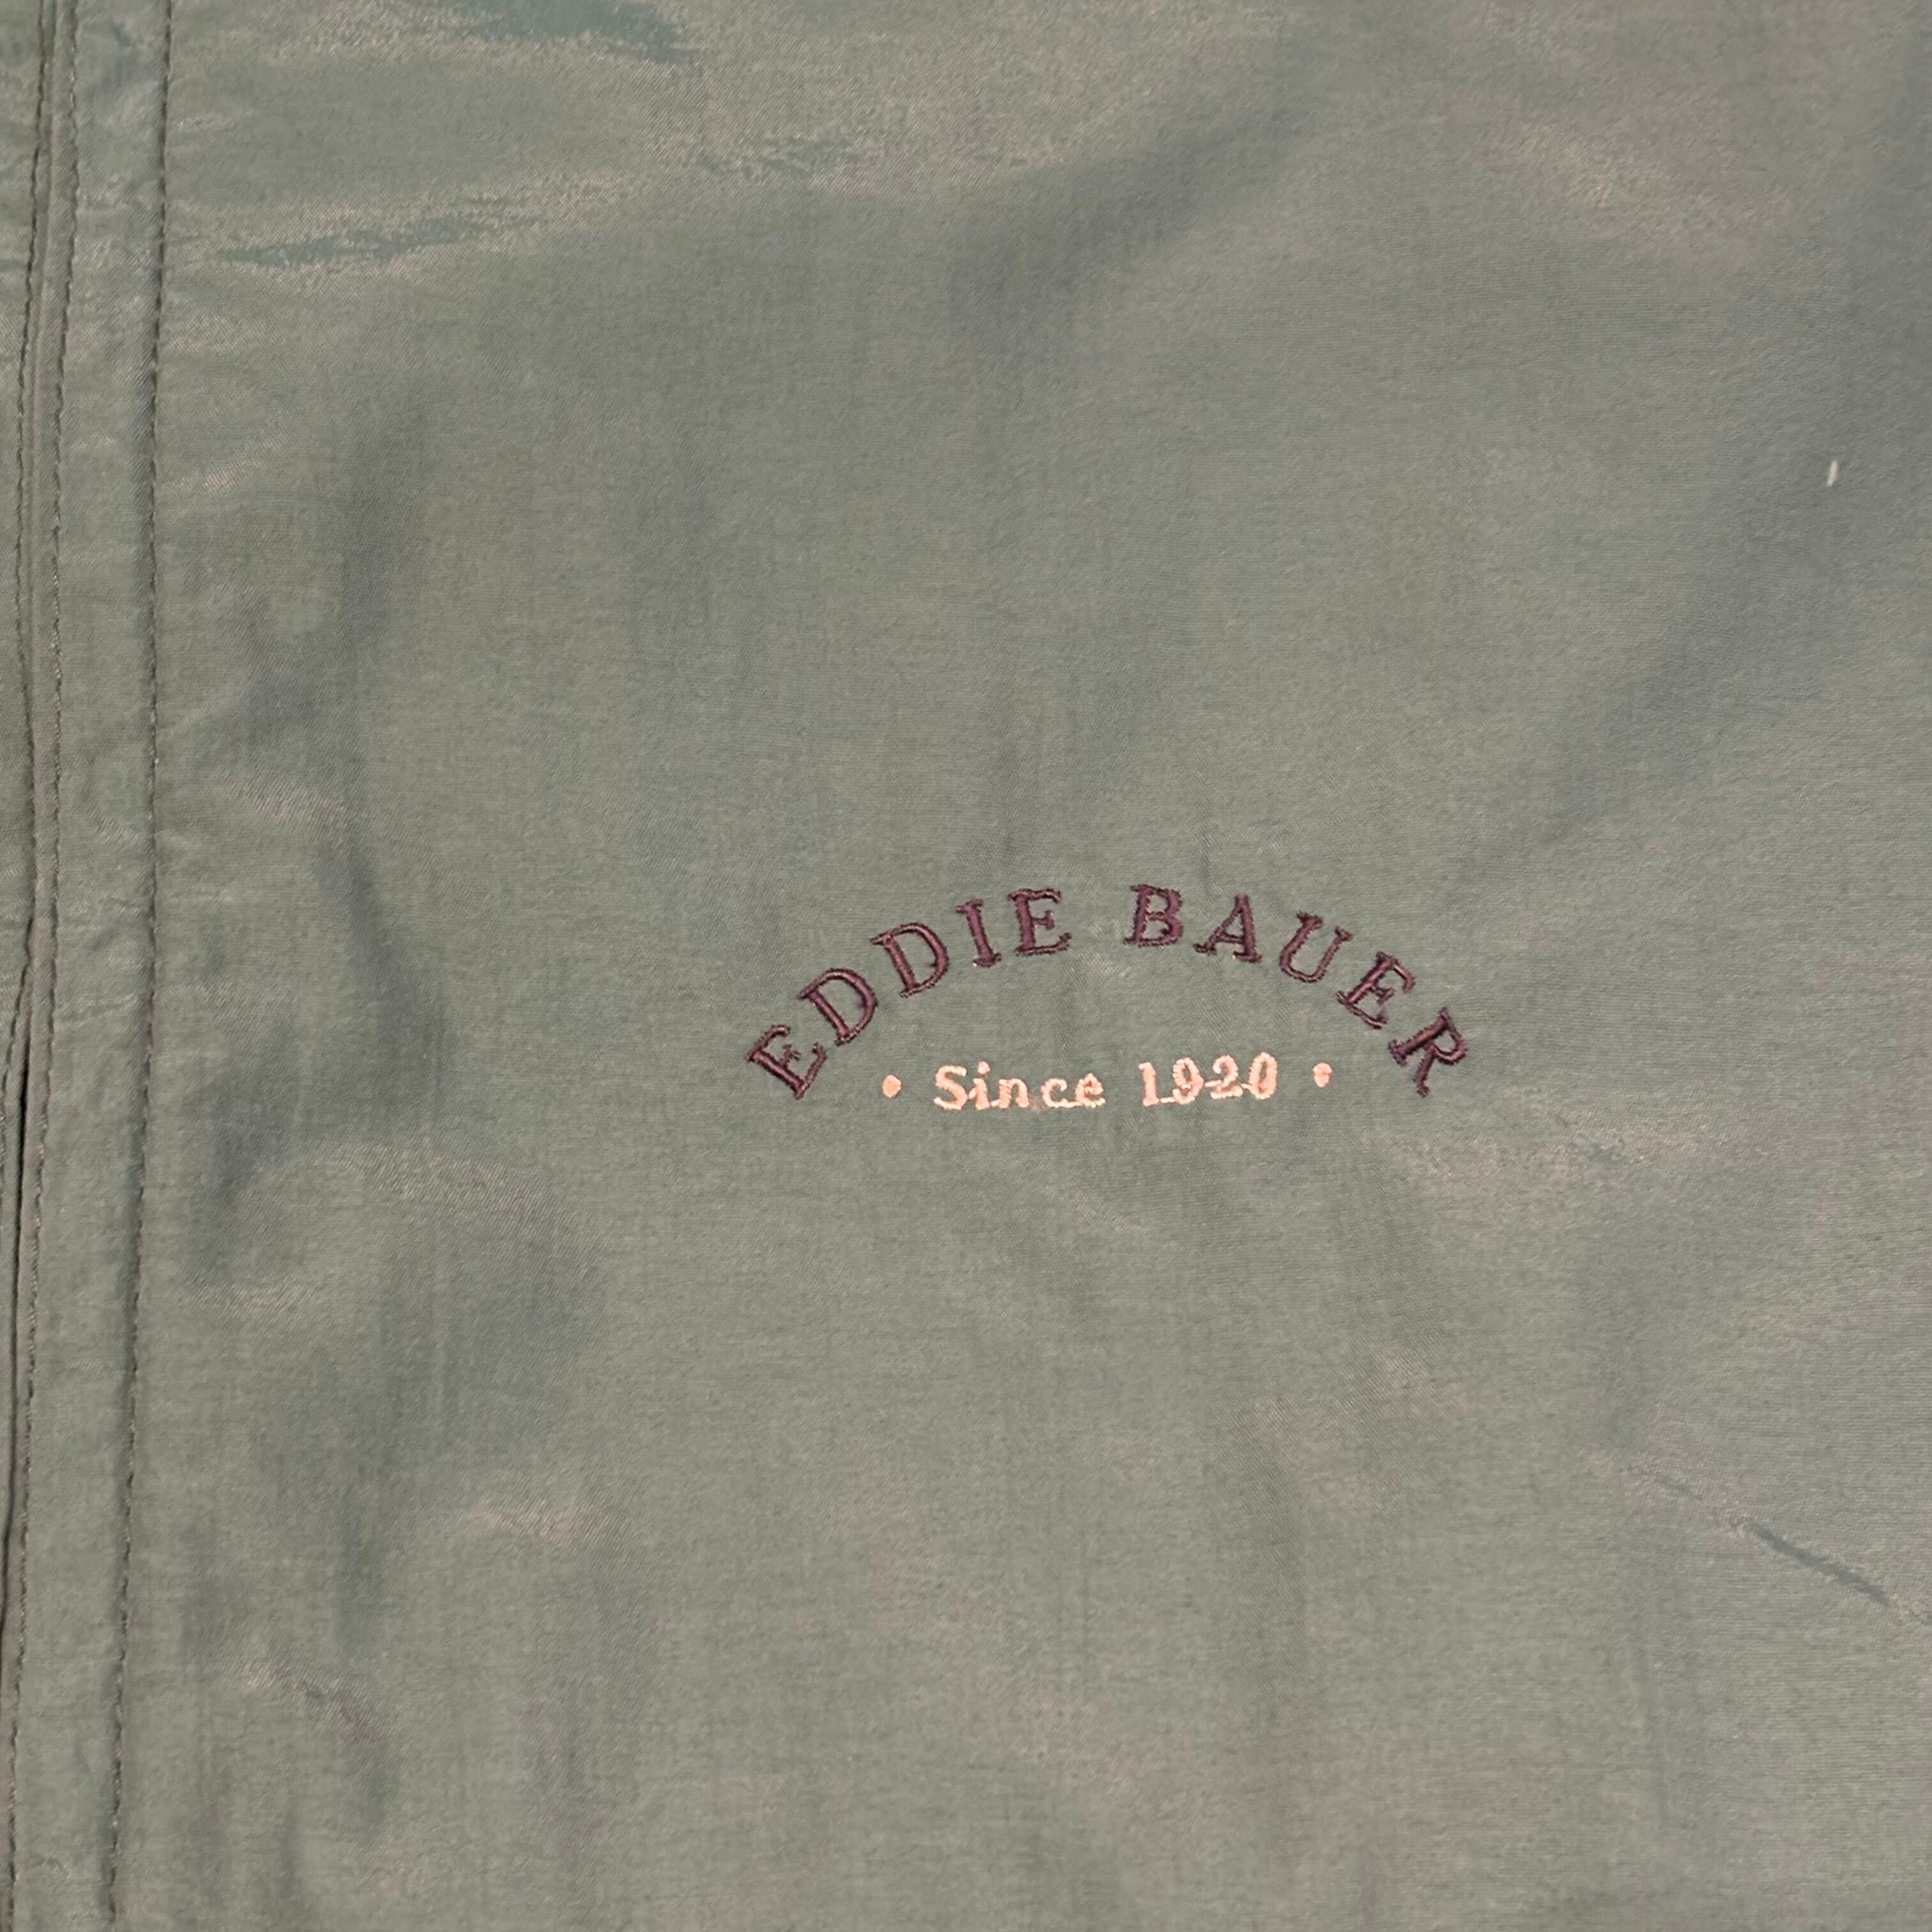 EDDIE BAUER
• Since 1920 •